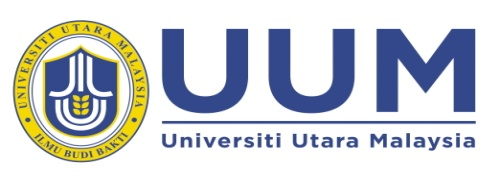 UNIVERSITI UTARA MALAYSIA
ILMU BUDI BAKTI
UUM
Universiti Utara Malaysia